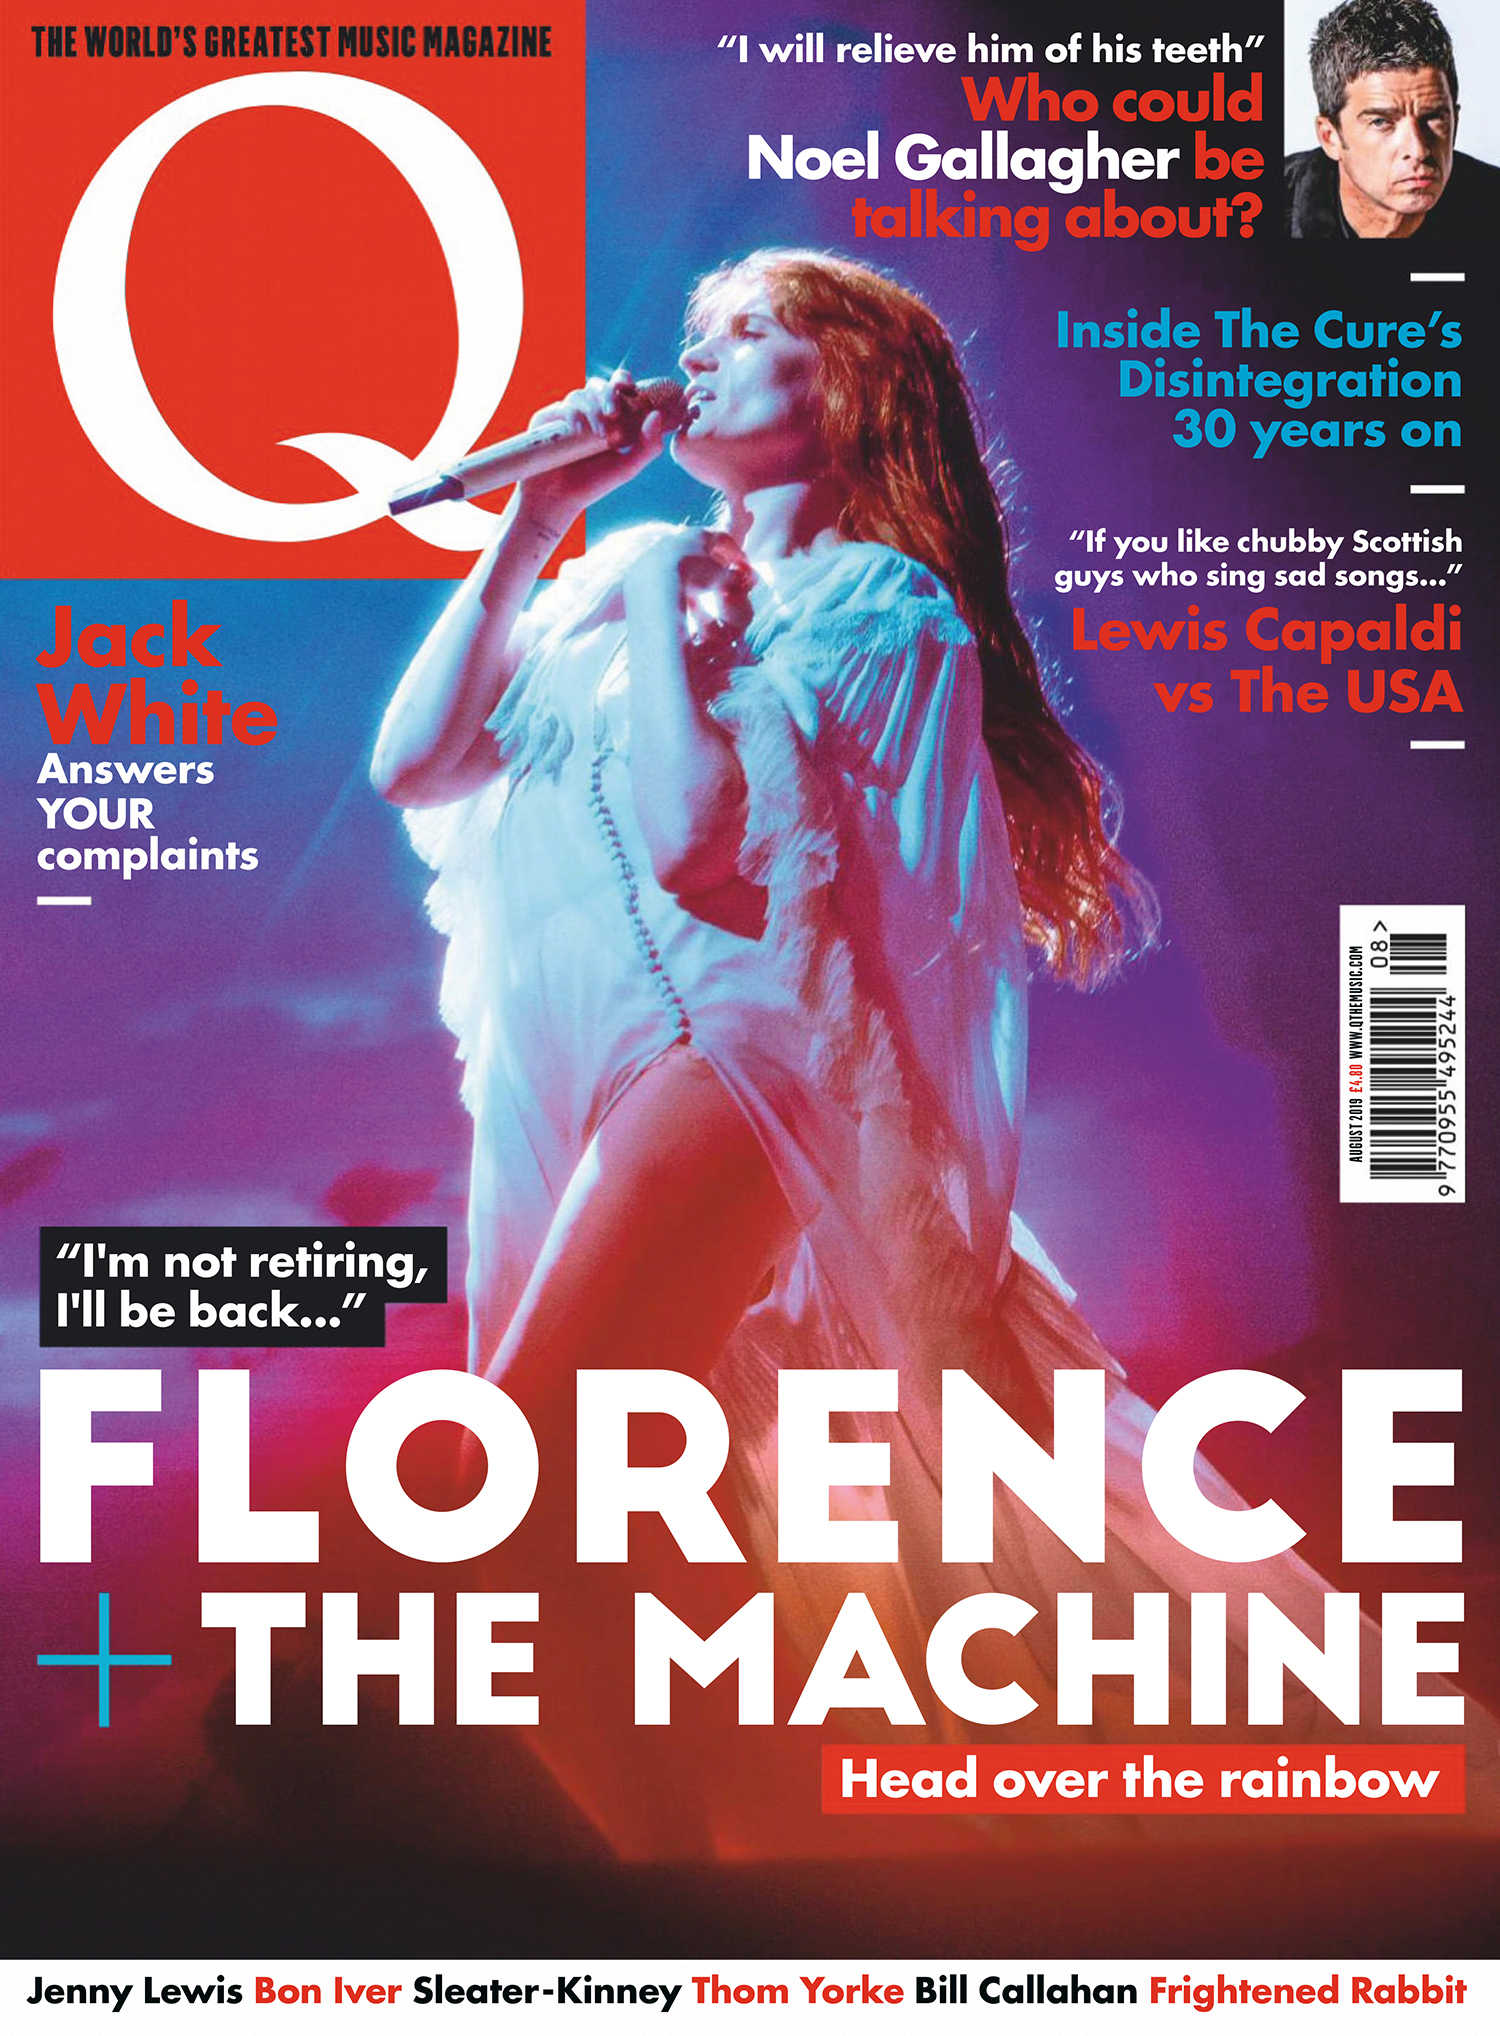 THE WORLD'S GREATEST MUSIC MAGAZINE
Q
“I will relieve him of his teeth”
Who could
Noel Gallagher be
talking about?
Inside The Cure’s
Disintegration
30 years on
“If you like chubby Scottish
guys who sing sad songs...”
Lewis Capaldi
vs The USA
Jack
White
Answers
YOUR
complaints
AUGUST 2019 £4.80 WWW.QTHEMUSIC.COM
08>
9 770955 495244
“I'm not retiring,
I'll be back...”
FLORENCE
+ THE MACHINE
Head over the rainbow
Jenny Lewis Bon Iver Sleater-Kinney Thom Yorke Bill Callahan Frightened Rabbit